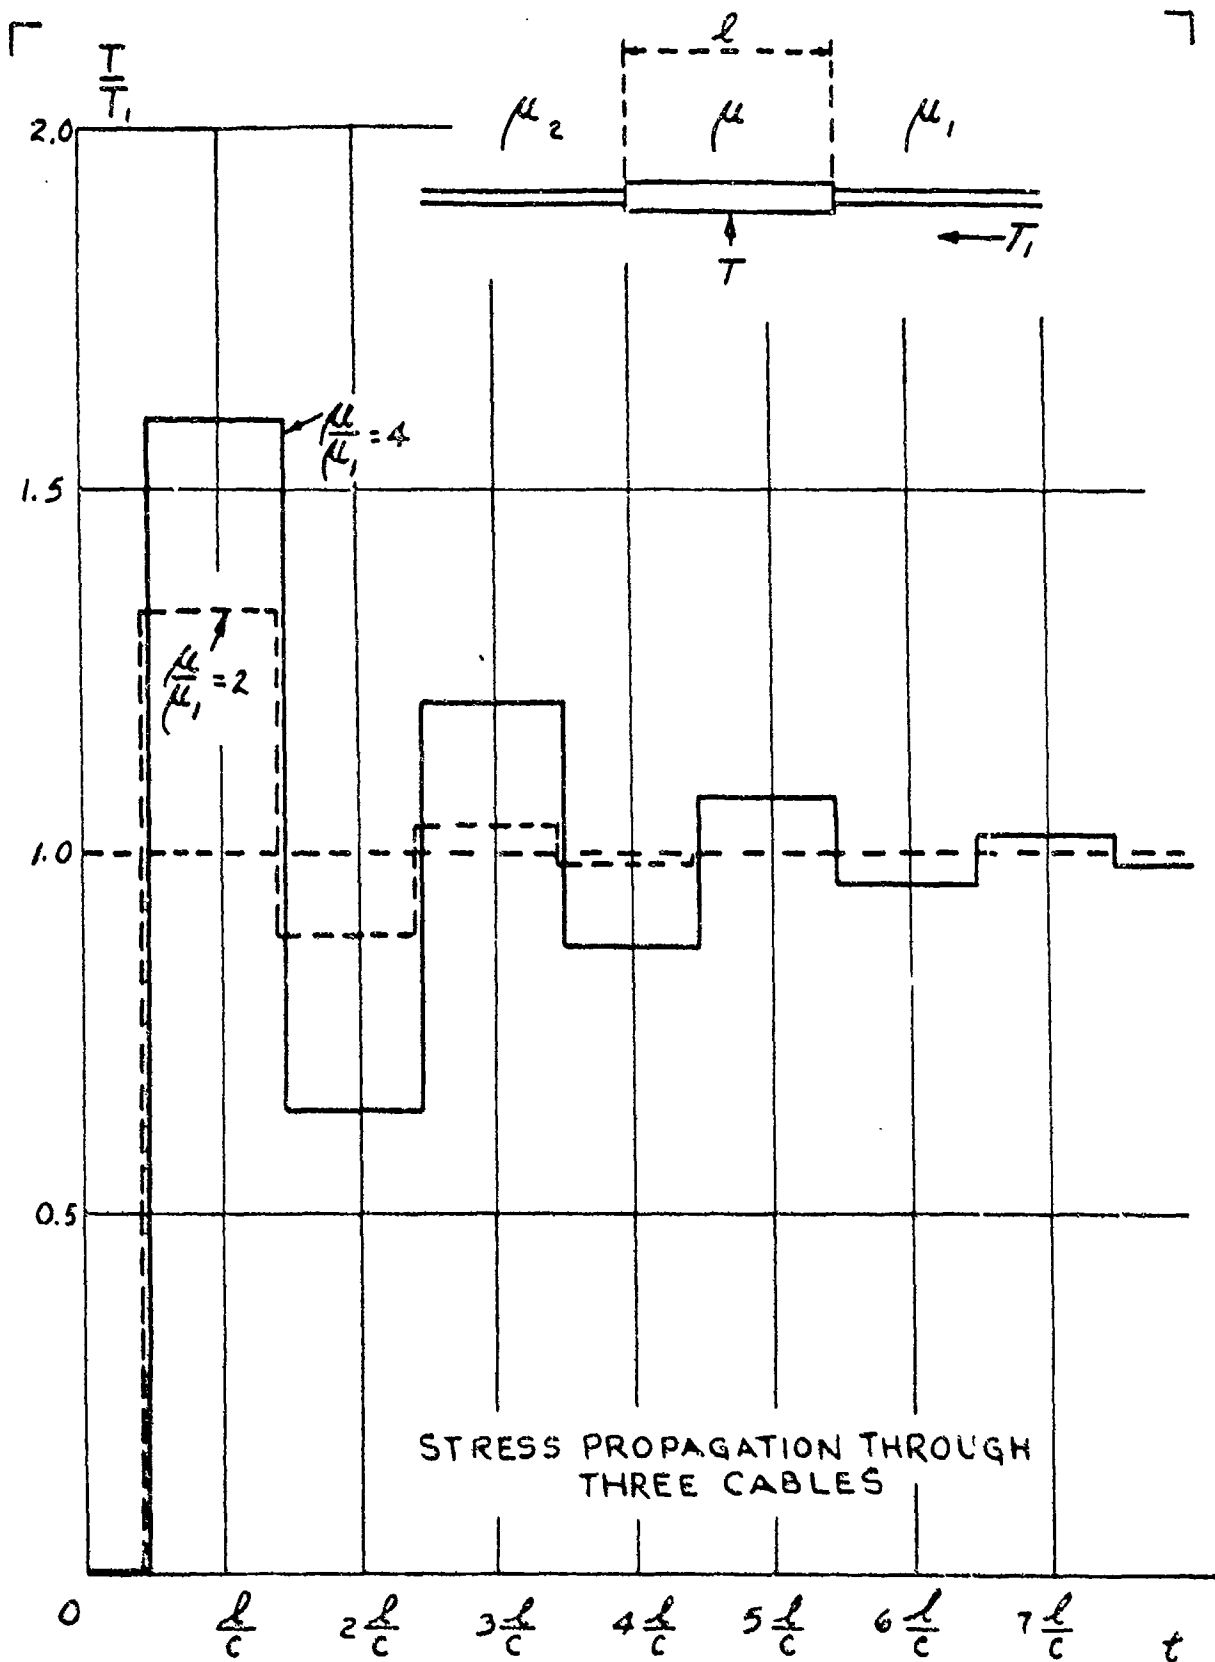 T/T₁
ℓ
μ₂ μ μ₁
2.0
T₁
T
μ/μ₁ = 4
1.5
μ/μ₁ = 2
1.0
0.5
STRESS PROPAGATION THROUGH
THREE CABLES
0 ℓ/c 2 ℓ/c 3 ℓ/c 4 ℓ/c 5 ℓ/c 6 ℓ/c 7 ℓ/c t